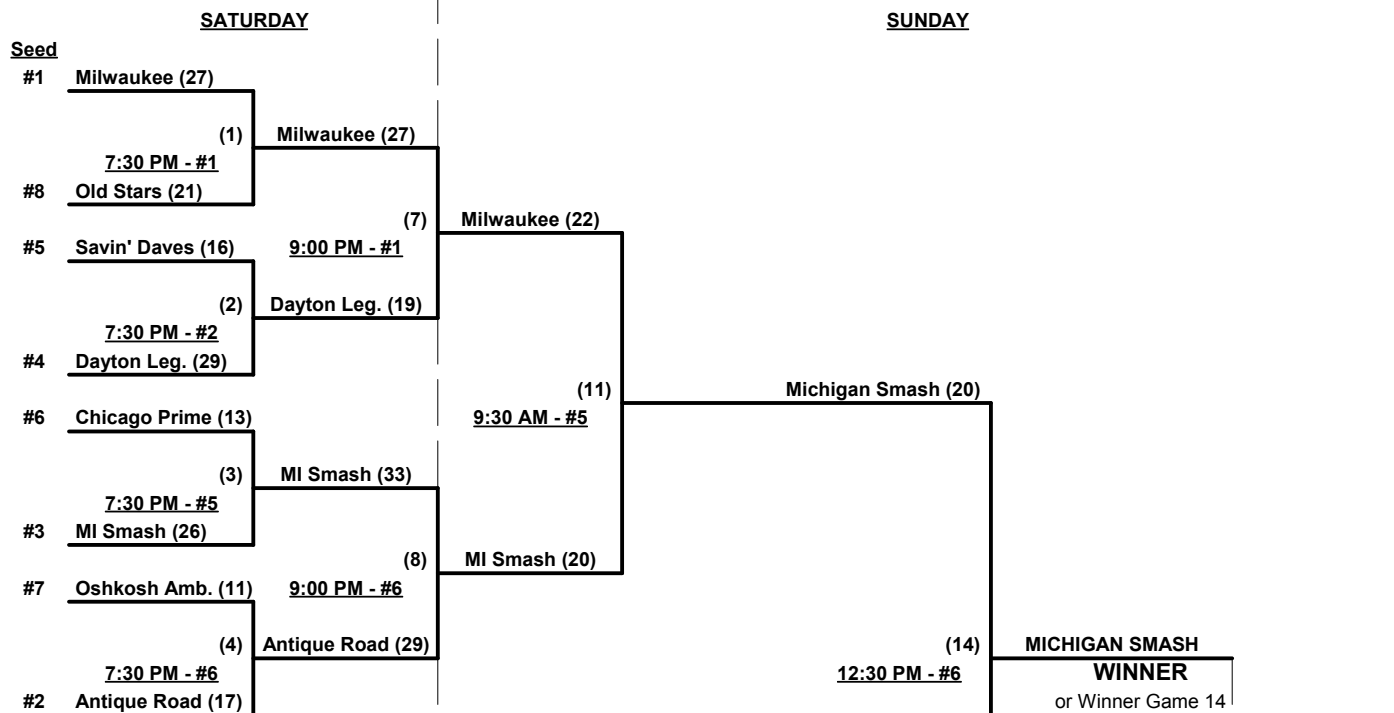 SATURDAY SUNDAY
Seed
#1 Milwaukee (27)
(1) Milwaukee (27)
7:30 PM - #1
#8 Old Stars (21)
(7) Milwaukee (22)
#5 Savin' Daves (16) 9:00 PM - #1
(2) Dayton Leg. (19)
7:30 PM - #2
#4 Dayton Leg. (29)
(11) Michigan Smash (20)
#6 Chicago Prime (13) 9:30 AM - #5
(3) MI Smash (33)
7:30 PM - #5
#3 MI Smash (26)
(8) MI Smash (20)
#7 Oshkosh Amb. (11) 9:00 PM - #6
(4) Antique Road (29) (14) MICHIGAN SMASH
7:30 PM - #6 12:30 PM - #6 WINNER
#2 Antique Road (17) or Winner Game 14